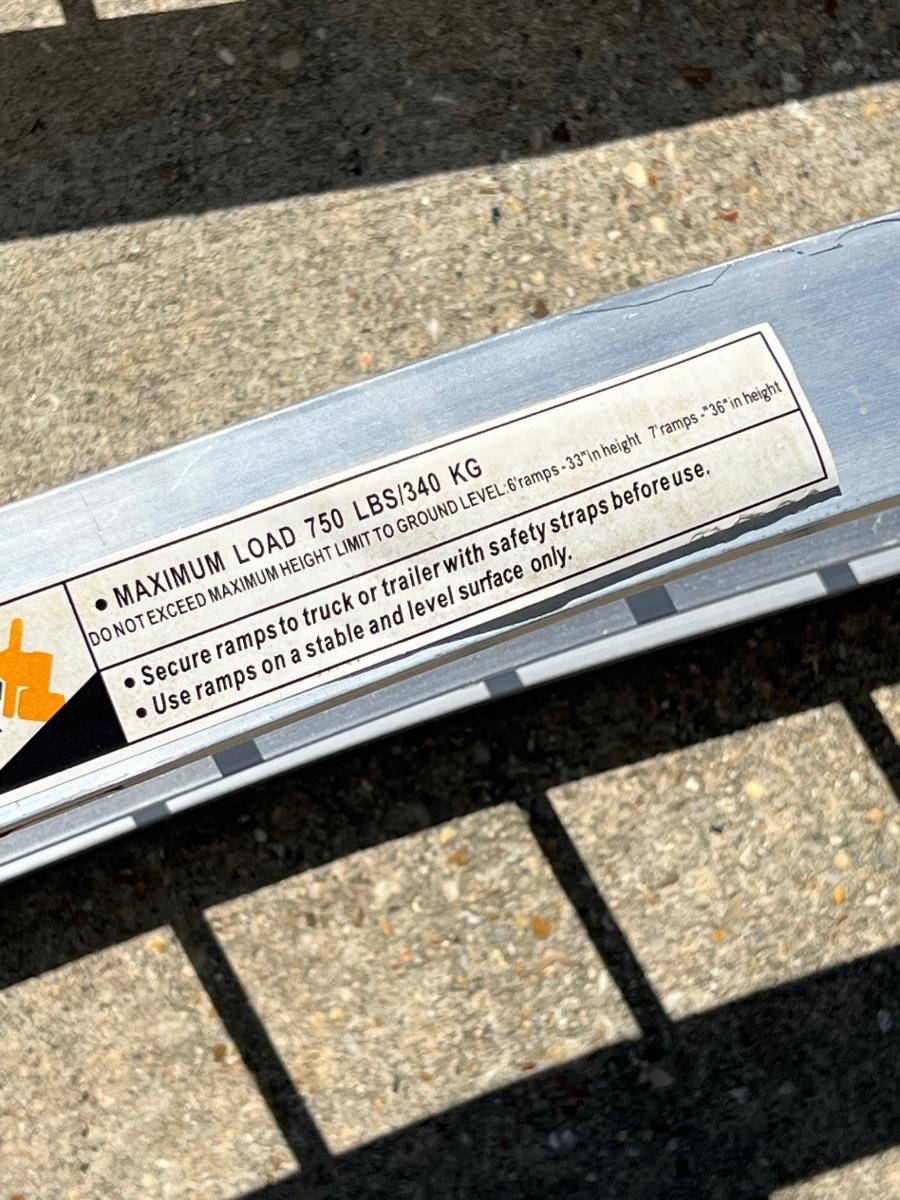 • MAXIMUM LOAD 750 LBS/340 KG
DO NOT EXCEED MAXIMUM HEIGHT LIMIT TO GROUND LEVEL:6'ramps-33"in height 7'ramps-"36"in height
• Secure ramps to truck or trailer with safety straps before use.
• Use ramps on a stable and level surface only.